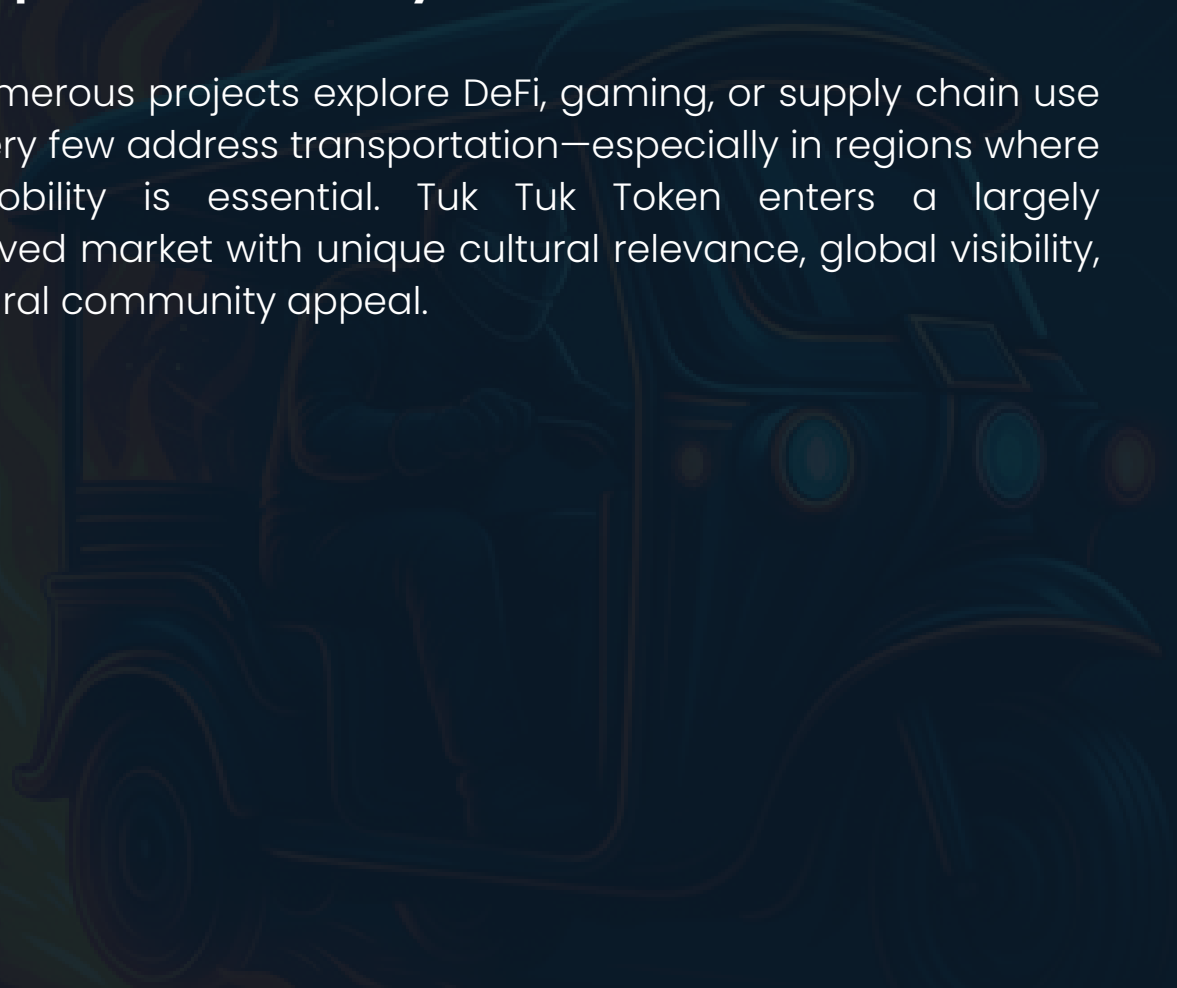 merous projects explore DeFi, gaming, or supply chain use
ry few address transportation—especially in regions where
obility is essential. Tuk Tuk Token enters a largely
ved market with unique cultural relevance, global visibility,
ral community appeal.